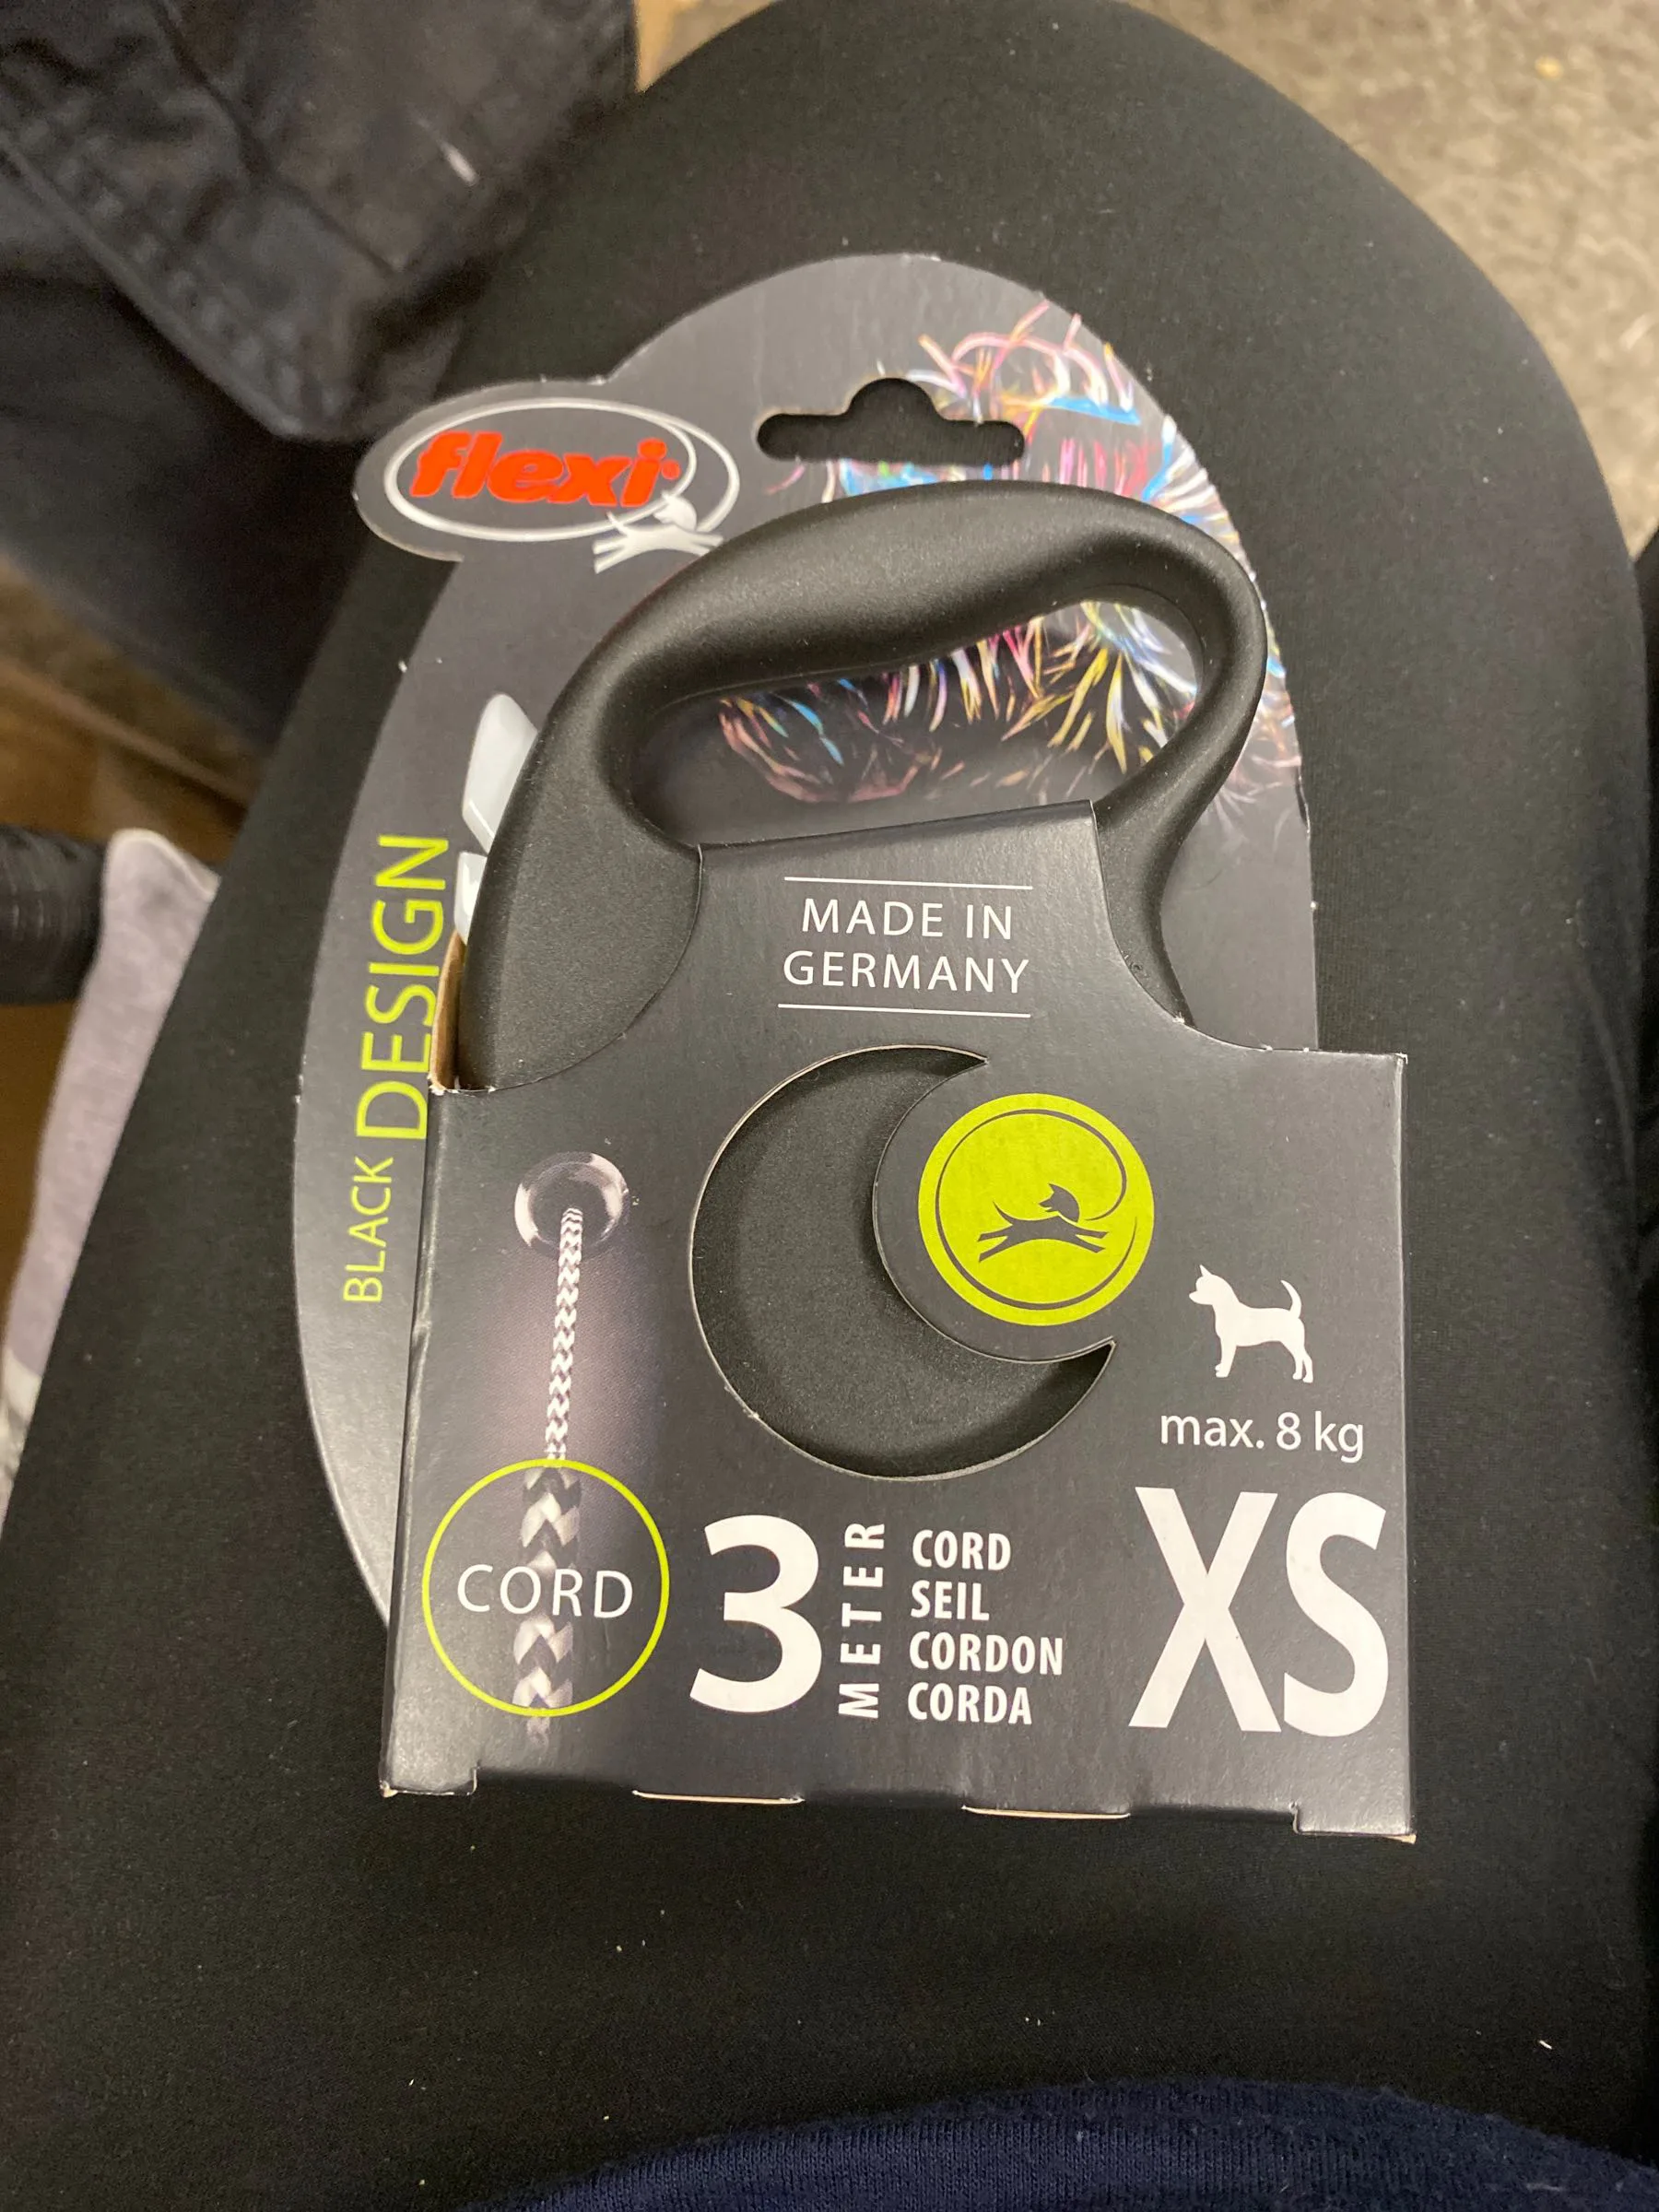 flexi
BLACK DESIGN
MADE IN
GERMANY
max. 8 kg
CORD
3
METER
CORD
SEIL
CORDON
CORDA
XS